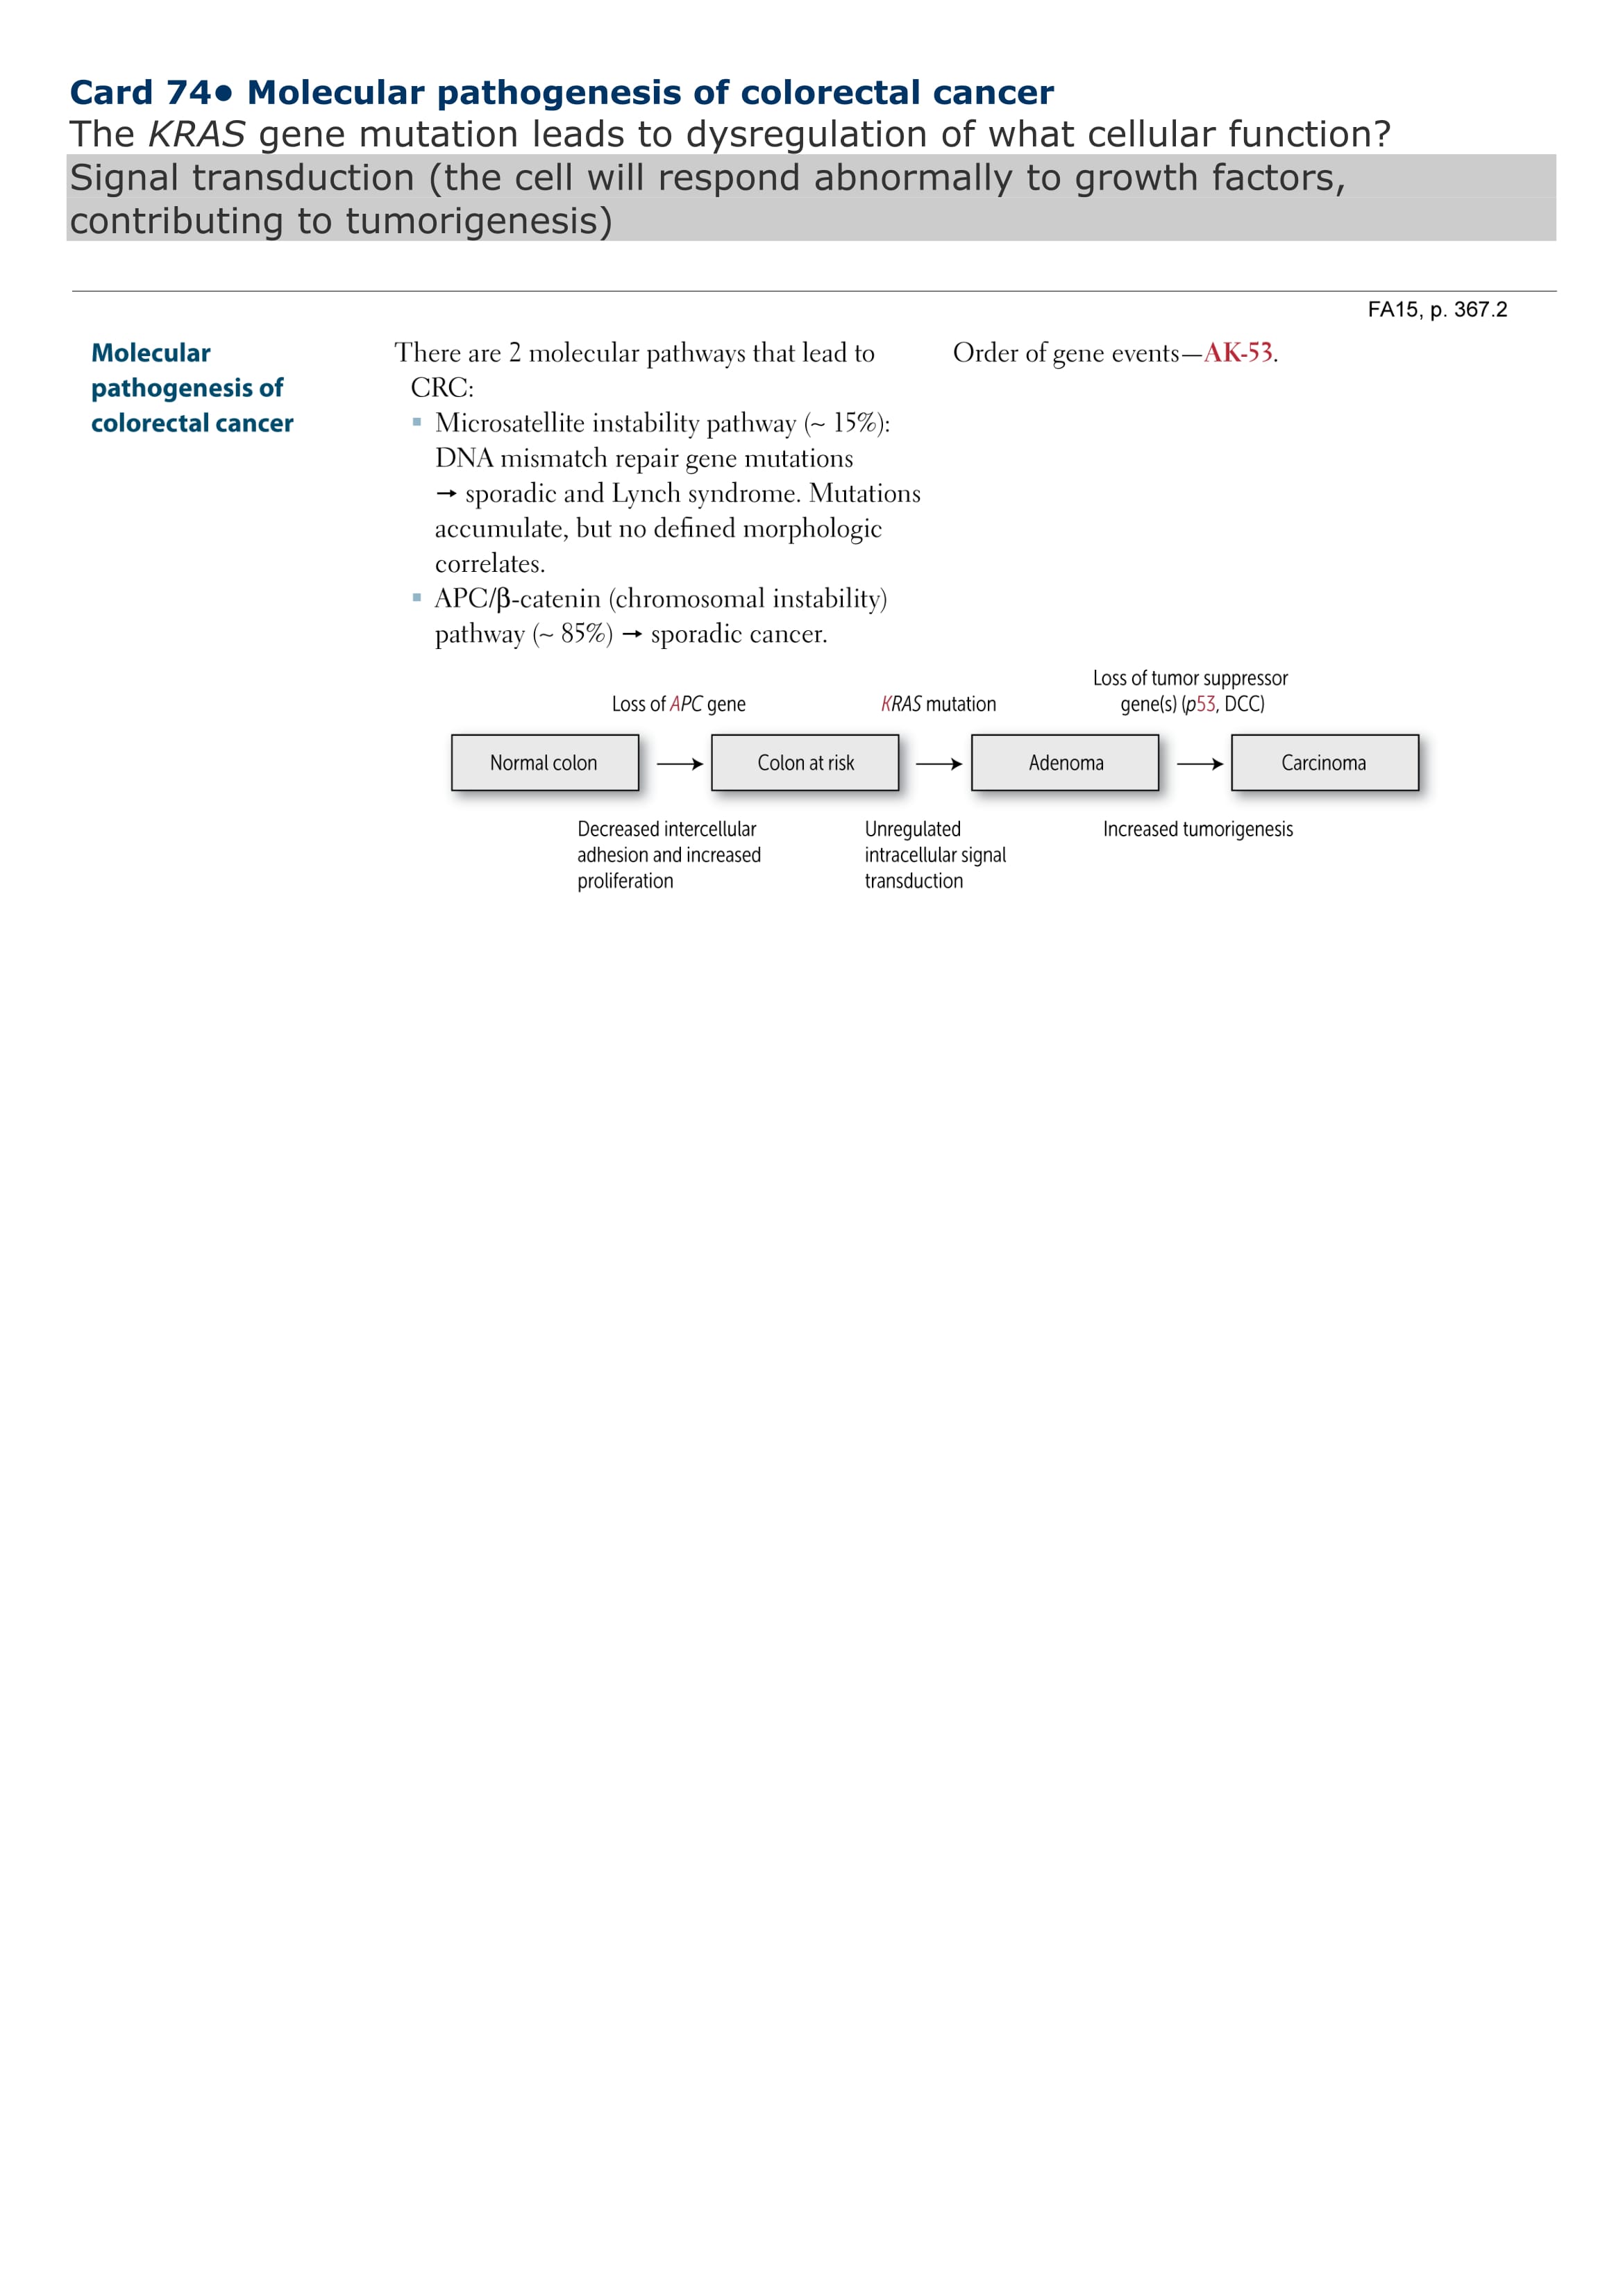 Card 74● Molecular pathogenesis of colorectal cancer
The KRAS gene mutation leads to dysregulation of what cellular function?
Signal transduction (the cell will respond abnormally to growth factors,
contributing to tumorigenesis)
FA15, p. 367.2
Molecular
pathogenesis of
colorectal cancer
There are 2 molecular pathways that lead to
CRC:
▪ Microsatellite instability pathway (~ 15%):
DNA mismatch repair gene mutations
→ sporadic and Lynch syndrome. Mutations
accumulate, but no defined morphologic
correlates.
▪ APC/β-catenin (chromosomal instability)
pathway (~ 85%) → sporadic cancer.
Order of gene events—AK-53.
Loss of APC gene
KRAS mutation
Loss of tumor suppressor
gene(s) (p53, DCC)
Normal colon
Colon at risk
Adenoma
Carcinoma
Decreased intercellular
adhesion and increased
proliferation
Unregulated
intracellular signal
transduction
Increased tumorigenesis